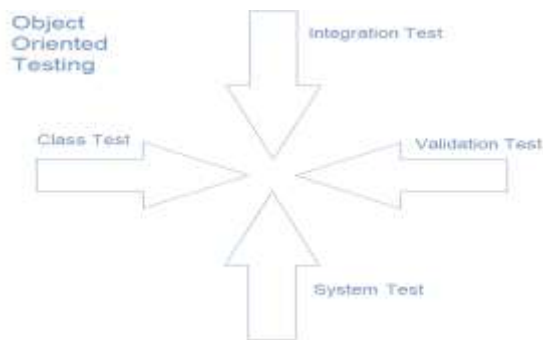 Object
Oriented
Testing
Integration Test
Class Test
Validation Test
System Test